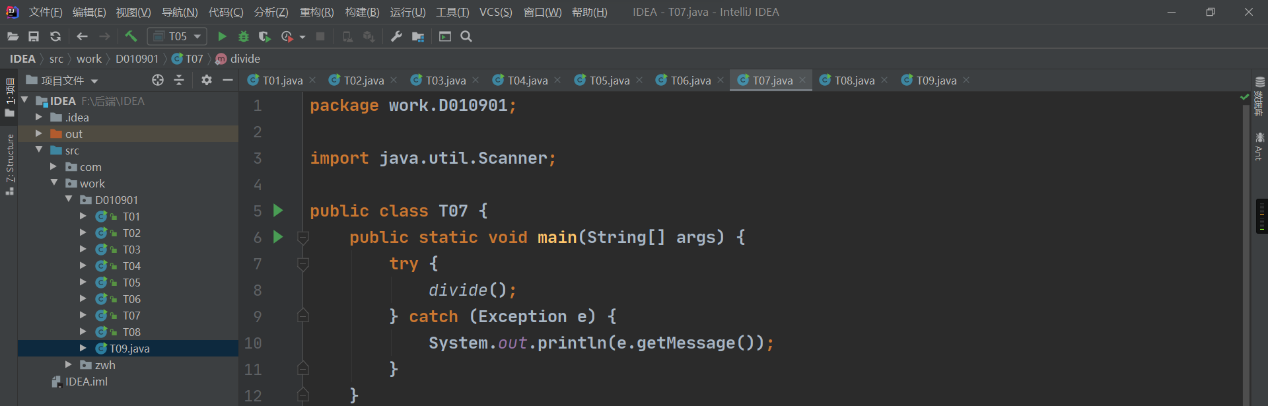 文件(F) 编辑(E) 视图(V) 导航(N) 代码(C) 分析(Z) 重构(R) 构建(B) 运行(U) 工具(T) VCS(S) 窗口(W) 帮助(H) IDEA - T07.java - IntelliJ IDEA
T05
IDEA src work D010901 T07 divide
项目文件
T01.java T02.java T03.java T04.java T05.java T06.java T07.java T08.java T09.java
1: 项目
7: Structure
IDEA F:\后端\IDEA
.idea
out
src
com
work
D010901
T01
T02
T03
T04
T05
T06
T07
T08
T09.java
zwh
IDEA.iml
1 package work.D010901;
2
3 import java.util.Scanner;
4
5 public class T07 {
6 public static void main(String[] args) {
7 try {
8 divide();
9 } catch (Exception e) {
10 System.out.println(e.getMessage());
11 }
12 }
数据库
Ant